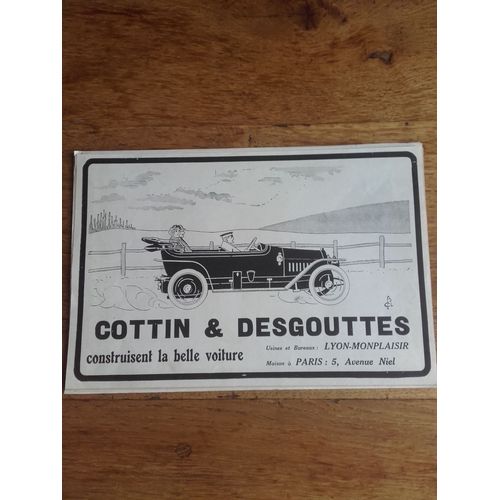 COTTIN & DESGOUTTES
construisent la belle voiture
Usines et Bureaux: LYON-MONPLAISIR
Maison à PARIS: 5, Avenue Niel